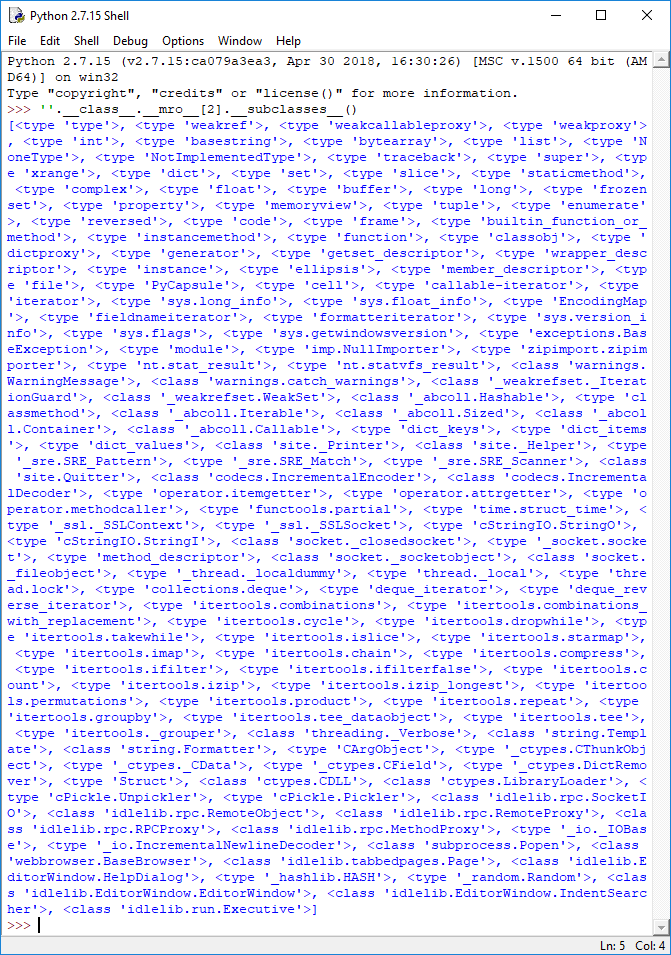 Python 2.7.15 Shell
File Edit Shell Debug Options Window Help
Python 2.7.15 (v2.7.15:ca079a3ea3, Apr 30 2018, 16:30:26) [MSC v.1500 64 bit (AM
D64)] on win32
Type "copyright", "credits" or "license()" for more information.
>>> ''.__class__.__mro__[2].__subclasses__()
[<type 'type'>, <type 'weakref'>, <type 'weakcallableproxy'>, <type 'weakproxy'>
, <type 'int'>, <type 'basestring'>, <type 'bytearray'>, <type 'list'>, <type 'N
oneType'>, <type 'NotImplementedType'>, <type 'traceback'>, <type 'super'>, <typ
e 'xrange'>, <type 'dict'>, <type 'set'>, <type 'slice'>, <type 'staticmethod'>,
 <type 'complex'>, <type 'float'>, <type 'buffer'>, <type 'long'>, <type 'frozen
set'>, <type 'property'>, <type 'memoryview'>, <type 'tuple'>, <type 'enumerate'
>, <type 'reversed'>, <type 'code'>, <type 'frame'>, <type 'builtin_function_or_
method'>, <type 'instancemethod'>, <type 'function'>, <type 'classobj'>, <type '
dictproxy'>, <type 'generator'>, <type 'getset_descriptor'>, <type 'wrapper_desc
riptor'>, <type 'instance'>, <type 'ellipsis'>, <type 'member_descriptor'>, <typ
e 'file'>, <type 'PyCapsule'>, <type 'cell'>, <type 'callable-iterator'>, <type 
'iterator'>, <type 'sys.long_info'>, <type 'sys.float_info'>, <type 'EncodingMap
'>, <type 'fieldnameiterator'>, <type 'formatteriterator'>, <type 'sys.version_i
nfo'>, <type 'sys.flags'>, <type 'sys.getwindowsversion'>, <type 'exceptions.Bas
eException'>, <type 'module'>, <type 'imp.NullImporter'>, <type 'zipimport.zipim
porter'>, <type 'nt.stat_result'>, <type 'nt.statvfs_result'>, <class 'warnings.
WarningMessage'>, <class 'warnings.catch_warnings'>, <class '_weakrefset._Iterat
ionGuard'>, <class '_weakrefset.WeakSet'>, <class '_abcoll.Hashable'>, <type 'cl
assmethod'>, <class '_abcoll.Iterable'>, <class '_abcoll.Sized'>, <class '_abcol
l.Container'>, <class '_abcoll.Callable'>, <type 'dict_keys'>, <type 'dict_items
'>, <type 'dict_values'>, <class 'site._Printer'>, <class 'site._Helper'>, <type
 '_sre.SRE_Pattern'>, <type '_sre.SRE_Match'>, <type '_sre.SRE_Scanner'>, <class
 'site.Quitter'>, <class 'codecs.IncrementalEncoder'>, <class 'codecs.Incrementa
lDecoder'>, <type 'operator.itemgetter'>, <type 'operator.attrgetter'>, <type 'o
perator.methodcaller'>, <type 'functools.partial'>, <type 'time.struct_time'>, <
type '_ssl._SSLContext'>, <type '_ssl._SSLSocket'>, <type 'cStringIO.StringO'>, 
<type 'cStringIO.StringI'>, <class 'socket._closedsocket'>, <type '_socket.socke
t'>, <type 'method_descriptor'>, <class 'socket._socketobject'>, <class 'socket.
_fileobject'>, <type '_thread._localdummy'>, <type 'thread._local'>, <type 'thre
ad.lock'>, <type 'collections.deque'>, <type 'deque_iterator'>, <type 'deque_rev
erse_iterator'>, <type 'itertools.combinations'>, <type 'itertools.combinations_
with_replacement'>, <type 'itertools.cycle'>, <type 'itertools.dropwhile'>, <typ
e 'itertools.takewhile'>, <type 'itertools.islice'>, <type 'itertools.starmap'>,
 <type 'itertools.imap'>, <type 'itertools.chain'>, <type 'itertools.compress'>,
 <type 'itertools.ifilter'>, <type 'itertools.ifilterfalse'>, <type 'itertools.c
ount'>, <type 'itertools.izip'>, <type 'itertools.izip_longest'>, <type 'itertoo
ls.permutations'>, <type 'itertools.product'>, <type 'itertools.repeat'>, <type 
'itertools.groupby'>, <type 'itertools.tee_dataobject'>, <type 'itertools.tee'>,
 <type 'itertools._grouper'>, <class 'threading._Verbose'>, <class 'string.Templ
ate'>, <class 'string.Formatter'>, <type 'CArgObject'>, <type '_ctypes.CThunkObj
ect'>, <type '_ctypes._CData'>, <type '_ctypes.CField'>, <type '_ctypes.DictRemo
ver'>, <type 'Struct'>, <class 'ctypes.CDLL'>, <class 'ctypes.LibraryLoader'>, <
type 'cPickle.Unpickler'>, <type 'cPickle.Pickler'>, <class 'idlelib.rpc.SocketI
O'>, <class 'idlelib.rpc.RemoteObject'>, <class 'idlelib.rpc.RemoteProxy'>, <cla
ss 'idlelib.rpc.RPCProxy'>, <class 'idlelib.rpc.MethodProxy'>, <type '_io._IOBas
e'>, <type '_io.IncrementalNewlineDecoder'>, <class 'subprocess.Popen'>, <class 
'webbrowser.BaseBrowser'>, <class 'idlelib.tabbedpages.Page'>, <class 'idlelib.E
ditorWindow.HelpDialog'>, <type '_hashlib.HASH'>, <type '_random.Random'>, <clas
s 'idlelib.EditorWindow.EditorWindow'>, <class 'idlelib.EditorWindow.IndentSearc
her'>, <class 'idlelib.run.Executive'>]
>>>
Ln: 5 Col: 4